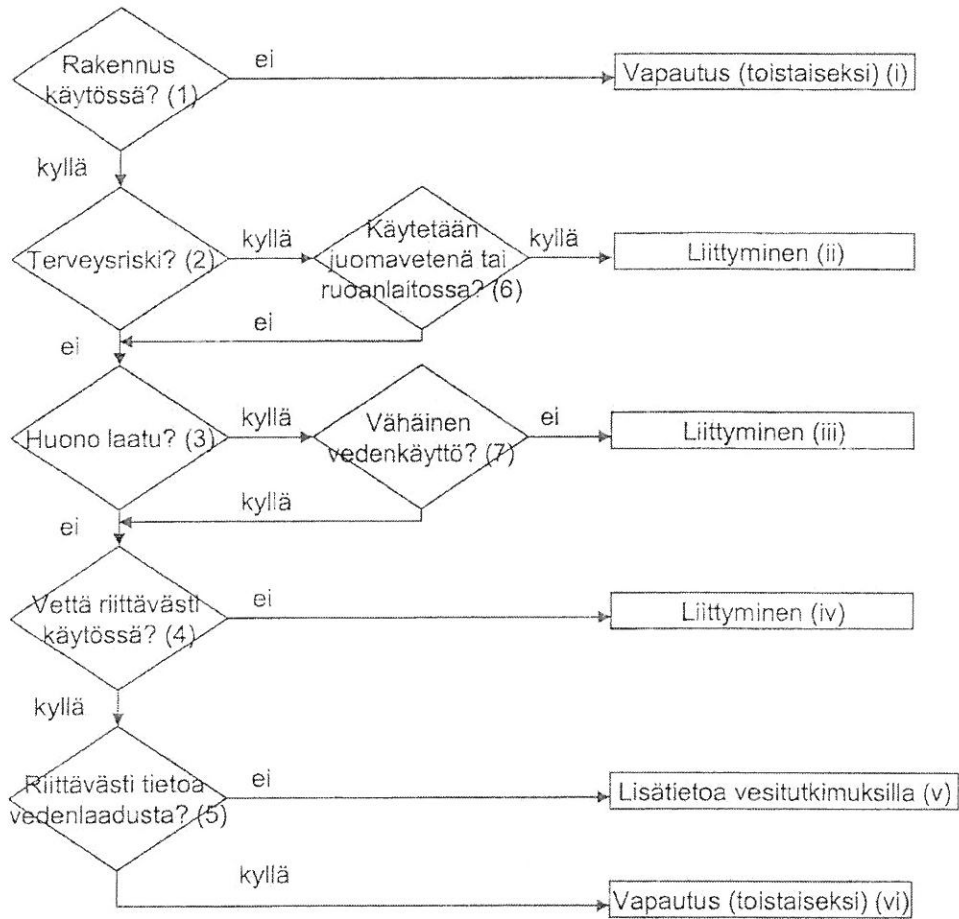 Rakennus
käytössä? (1)
ei
Vapautus (toistaiseksi) (i)
kyllä
Terveysriski? (2)
kyllä
Käytetään
juomavetenä tai
ruoanlaitossa? (6)
kyllä
Liittyminen (ii)
ei
ei
Huono laatu? (3)
kyllä
Vähäinen
vedenkäyttö? (7)
ei
Liittyminen (iii)
kyllä
ei
Vettä riittävästi
käytössä? (4)
ei
Liittyminen (iv)
kyllä
Riittävästi tietoa
vedenlaadusta? (5)
ei
Lisätietoa vesitutkimuksilla (v)
kyllä
Vapautus (toistaiseksi) (vi)